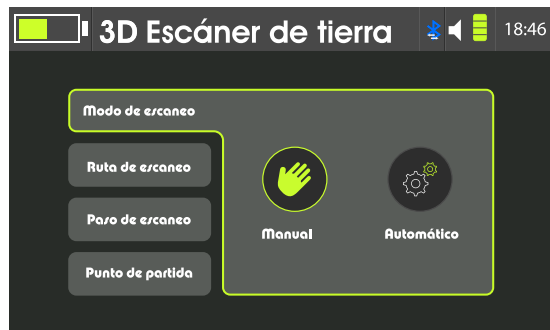 3D Escáner de tierra
18:46
Modo de escaneo
Ruta de escaneo
Paso de escaneo
Punto de partida
Manual
Automático